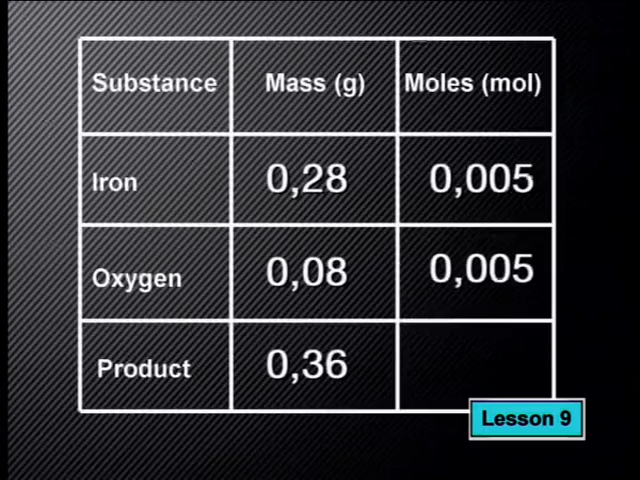 Substance Mass (g) Moles (mol)
Iron 0,28 0,005
Oxygen 0,08 0,005
Product 0,36
Lesson 9